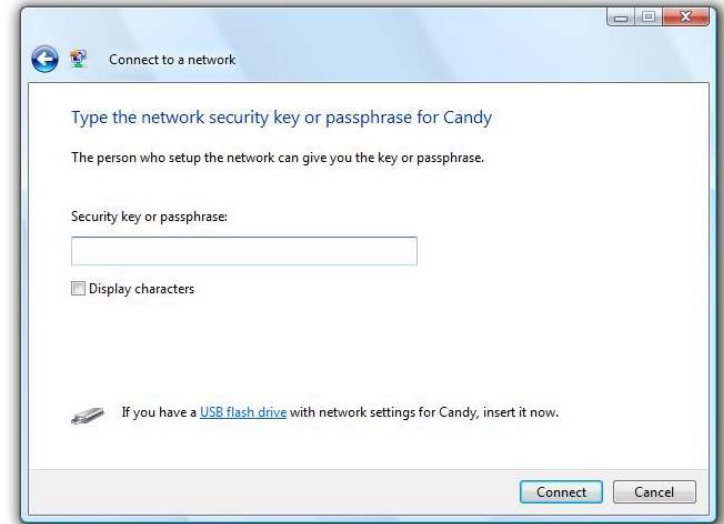 Connect to a network
Type the network security key or passphrase for Candy
The person who setup the network can give you the key or passphrase.
Security key or passphrase:
Display characters
If you have a USB flash drive with network settings for Candy, insert it now.
Connect Cancel